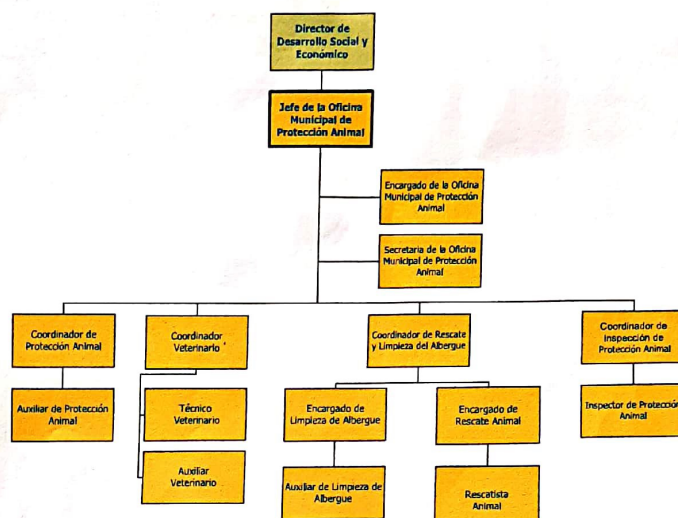 Director de
Desarrollo Social y
Económico
Jefe de la Oficina
Municipal de
Protección Animal
Encargado de la Oficina
Municipal de Protección
Animal
Secretaria de la Oficina
Municipal de Protección
Animal
Coordinador de
Protección Animal
Coordinador
Veterinario
Coordinador de Rescate
y Limpieza del Albergue
Coordinador de
Inspección de
Protección Animal
Auxiliar de Protección
Animal
Técnico
Veterinario
Auxiliar
Veterinario
Encargado de
Limpieza de Albergue
Encargado de
Rescate Animal
Inspector de Protección
Animal
Auxiliar de Limpieza de
Albergue
Rescatista
Animal